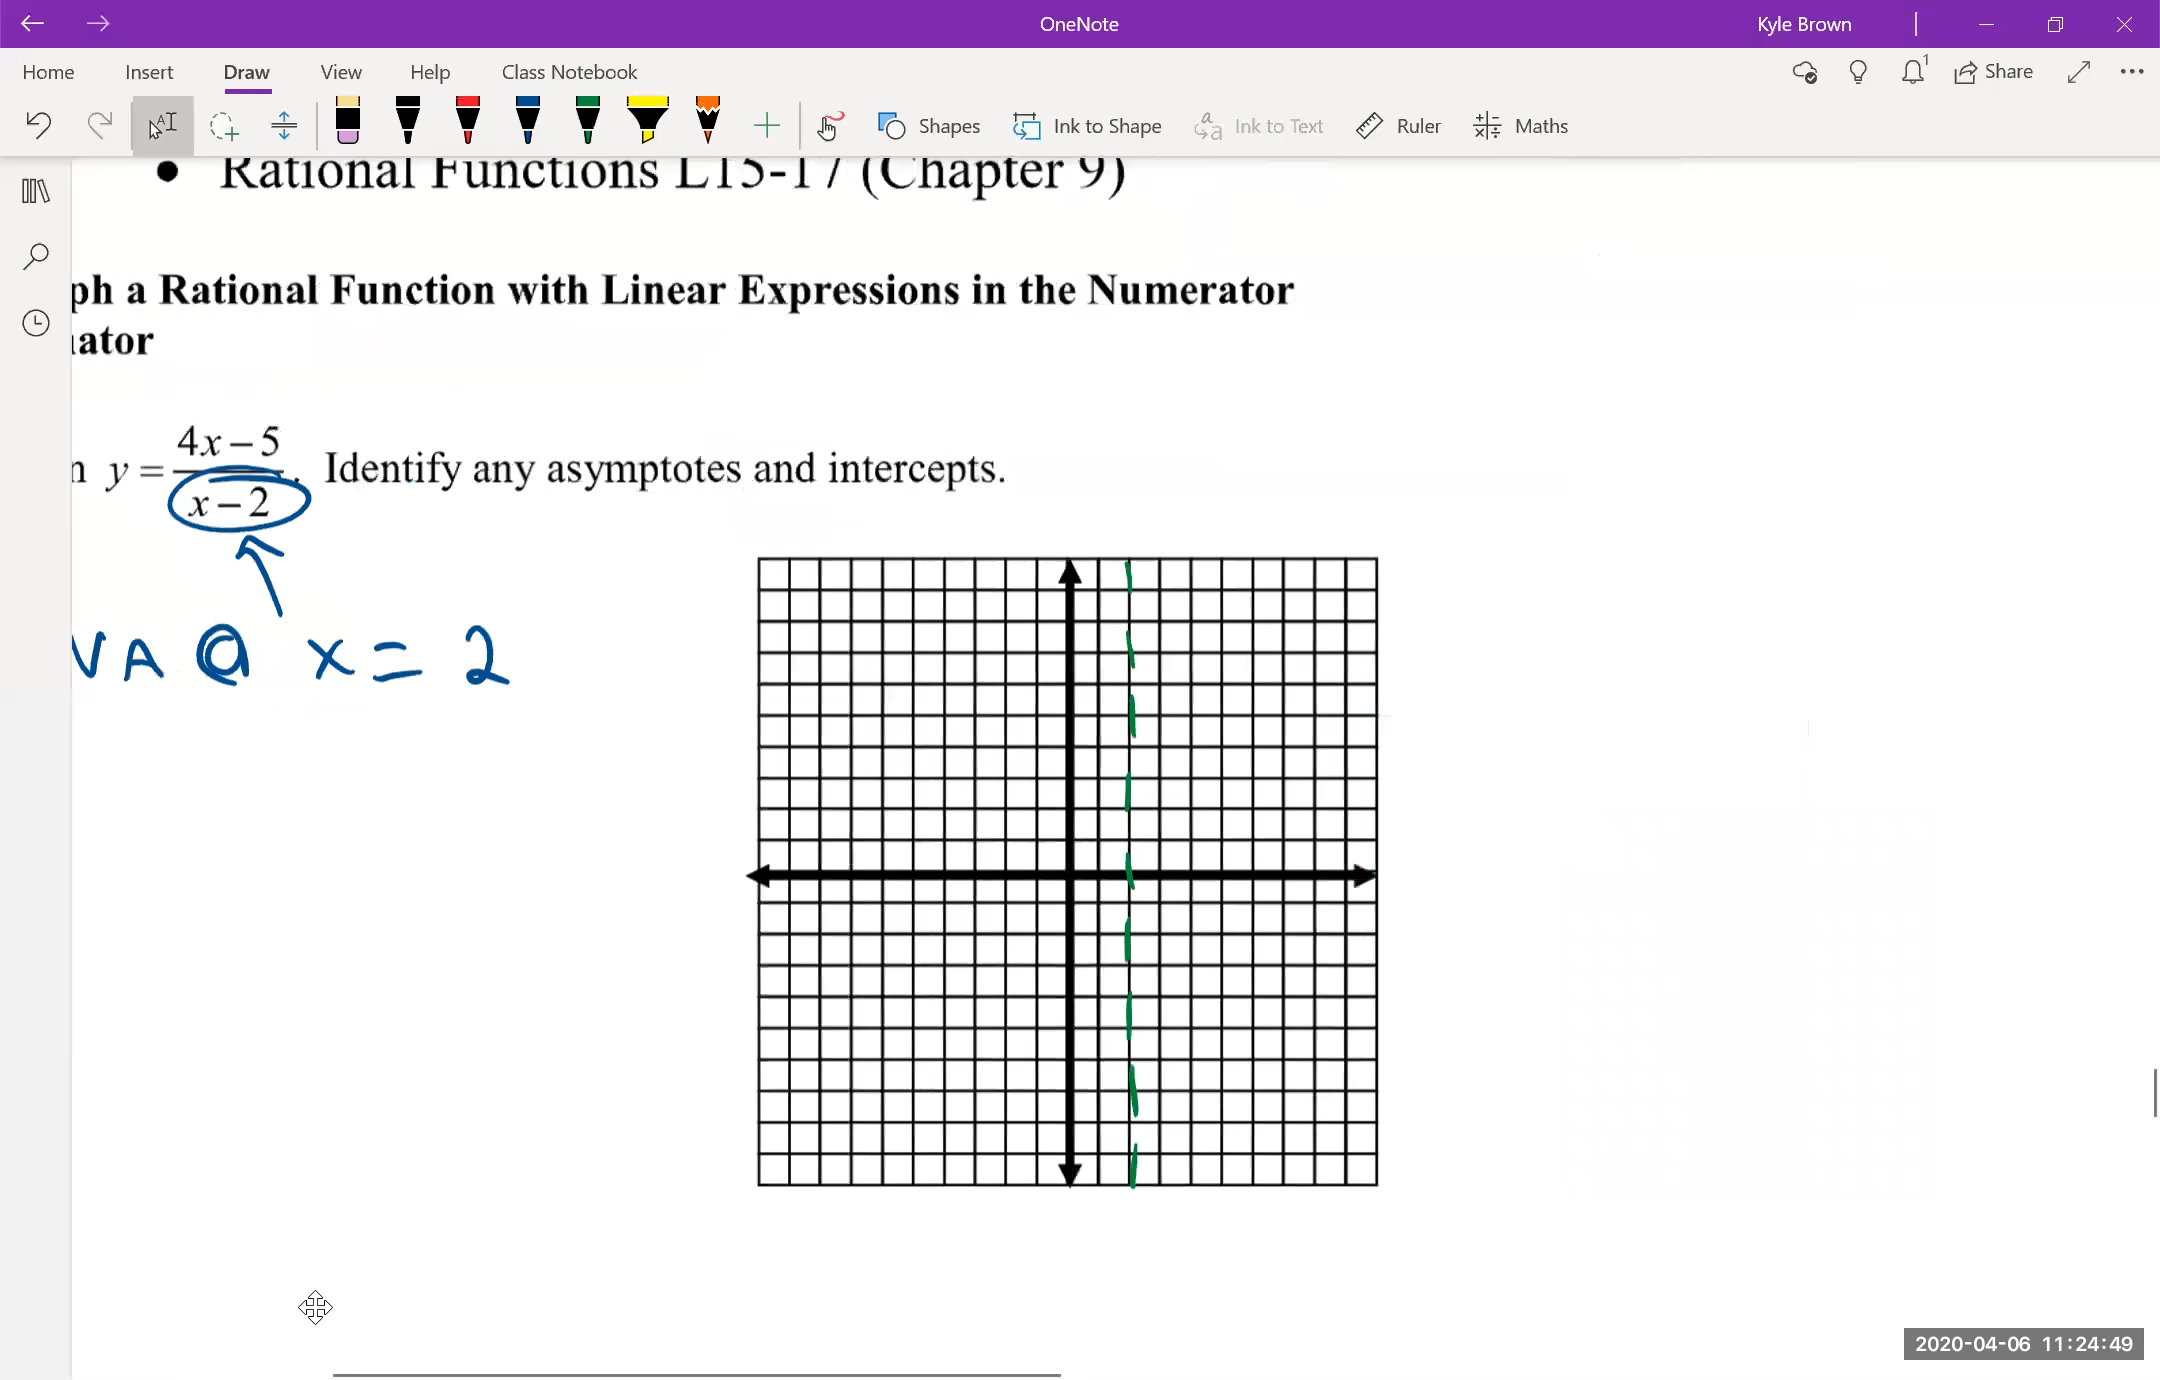 OneNote
Kyle Brown
Home Insert Draw View Help Class Notebook
1 Share
Shapes Ink to Shape Ink to Text Ruler Maths
• Rational Functions L15-17 (Chapter 9)
ph a Rational Function with Linear Expressions in the Numerator
ator
n y = \frac{4x-5}{x-2}. Identify any asymptotes and intercepts.
VA @ x = 2
2020-04-06 11:24:49